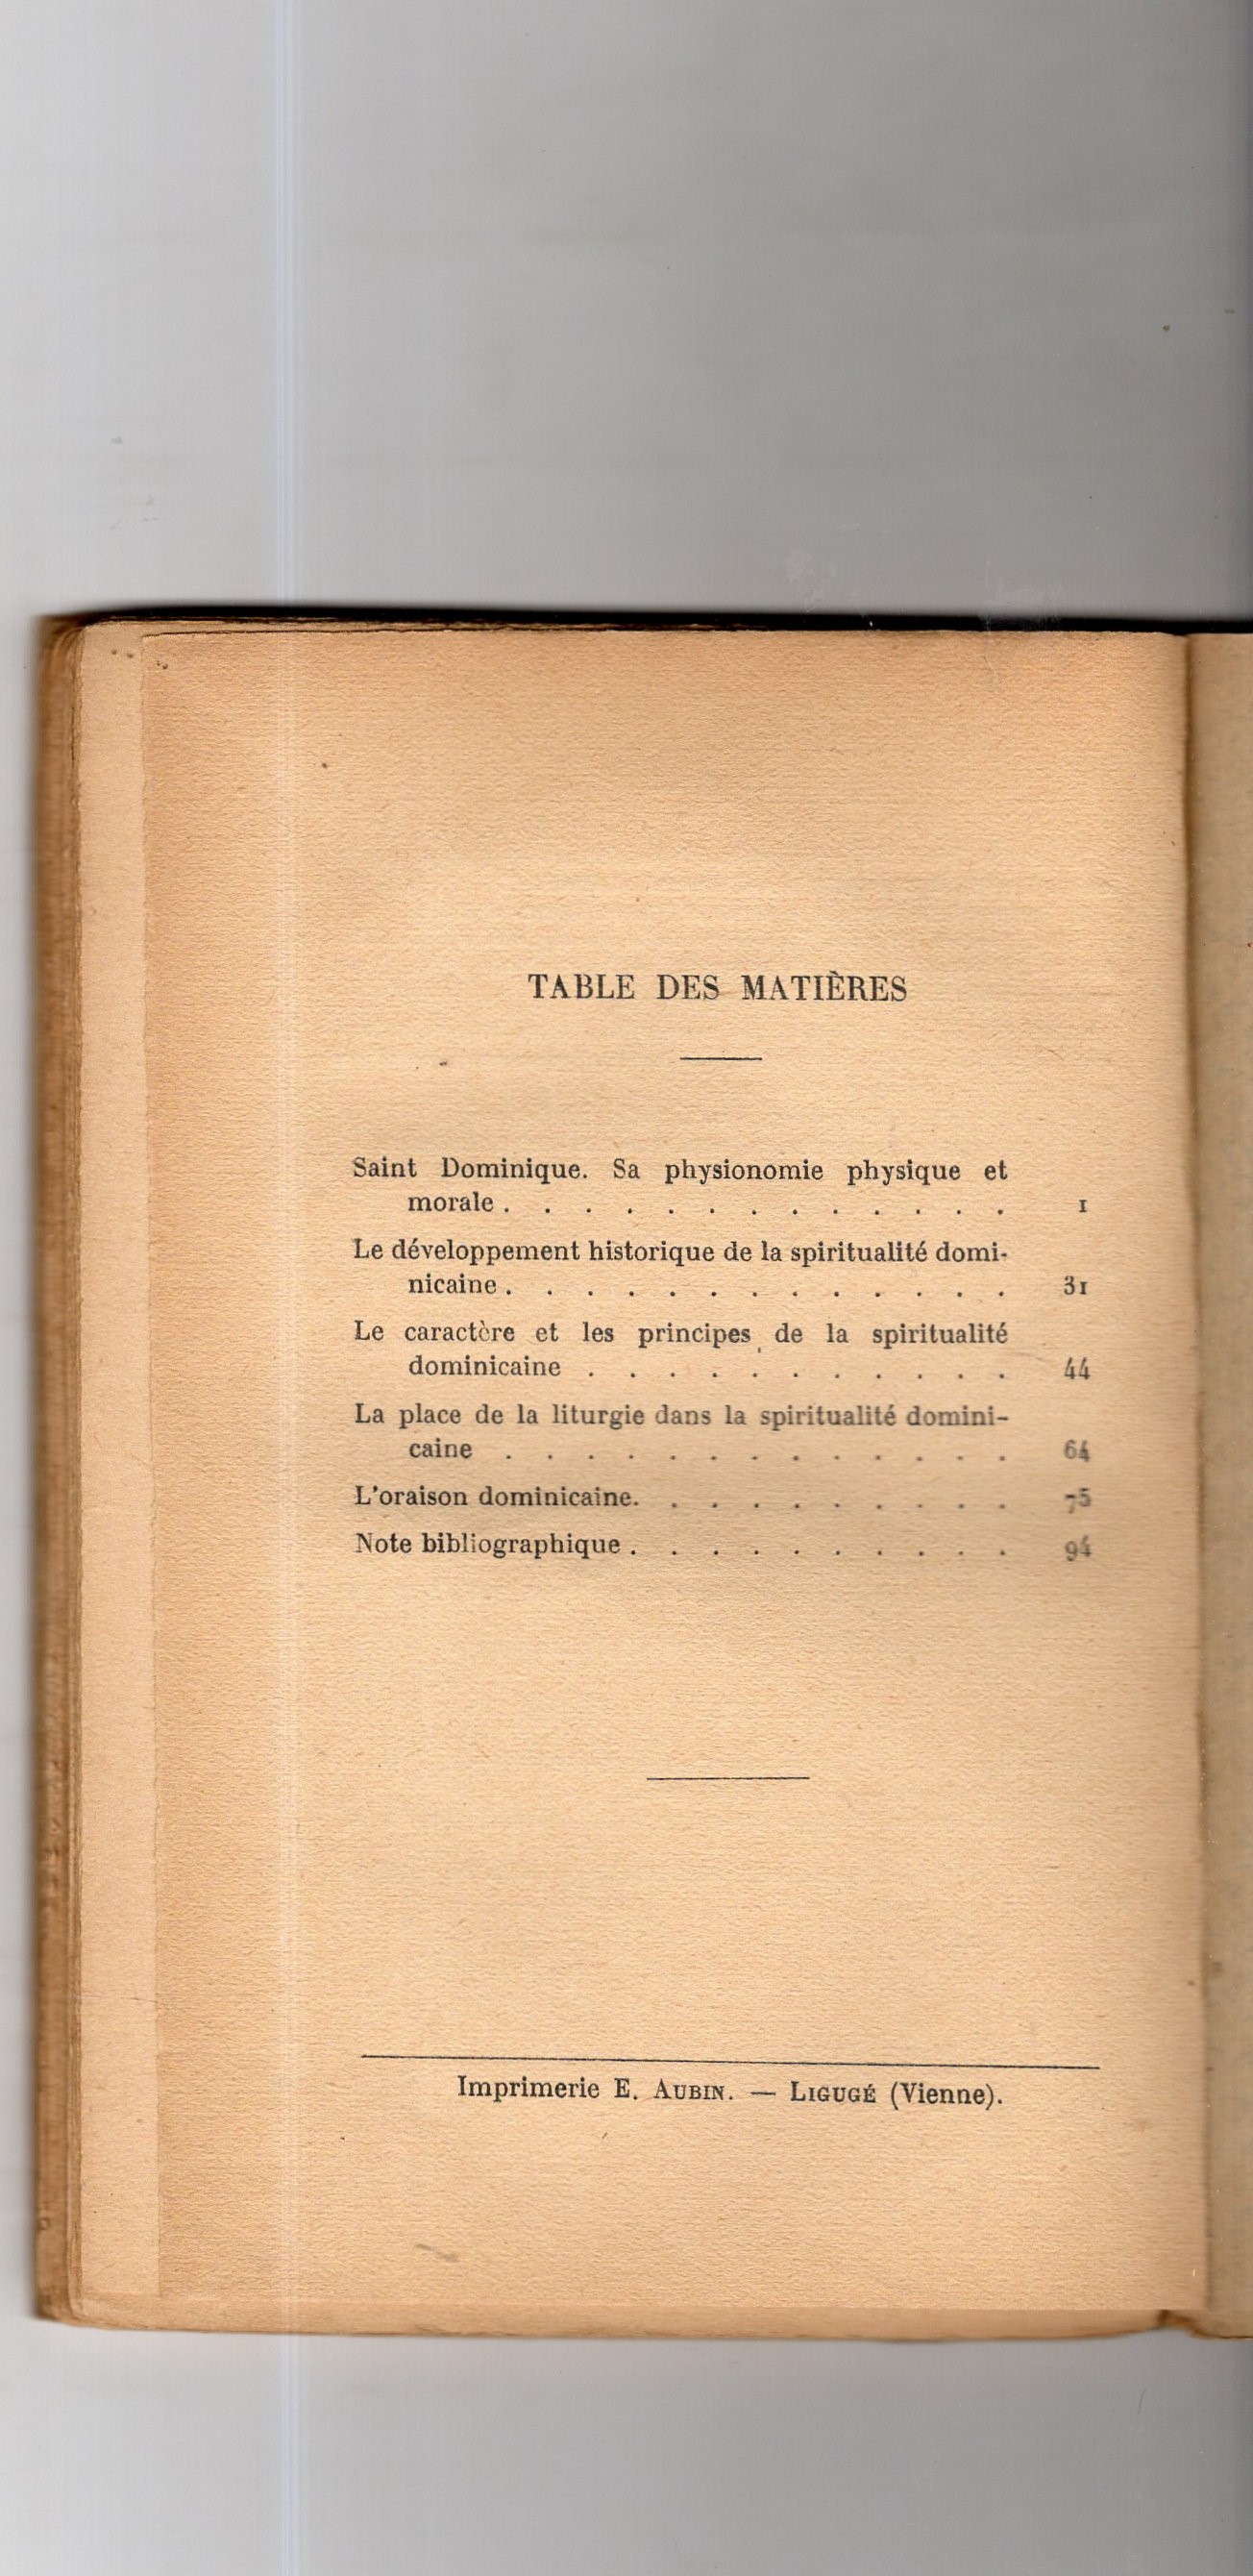 TABLE DES MATIÈRES
Saint Dominique. Sa physionomie physique et
morale . . . . . . . . . . . . . 1
Le développement historique de la spiritualité domi-
nicaine . . . . . . . . . . . . . 31
Le caractère et les principes de la spiritualité
dominicaine . . . . . . . . . . . 44
La place de la liturgie dans la spiritualité domini-
caine . . . . . . . . . . . . . 64
L'oraison dominicaine. . . . . . . . . . 75
Note bibliographique . . . . . . . . . . 94
Imprimerie E. AUBIN. — LIGUGÉ (Vienne).